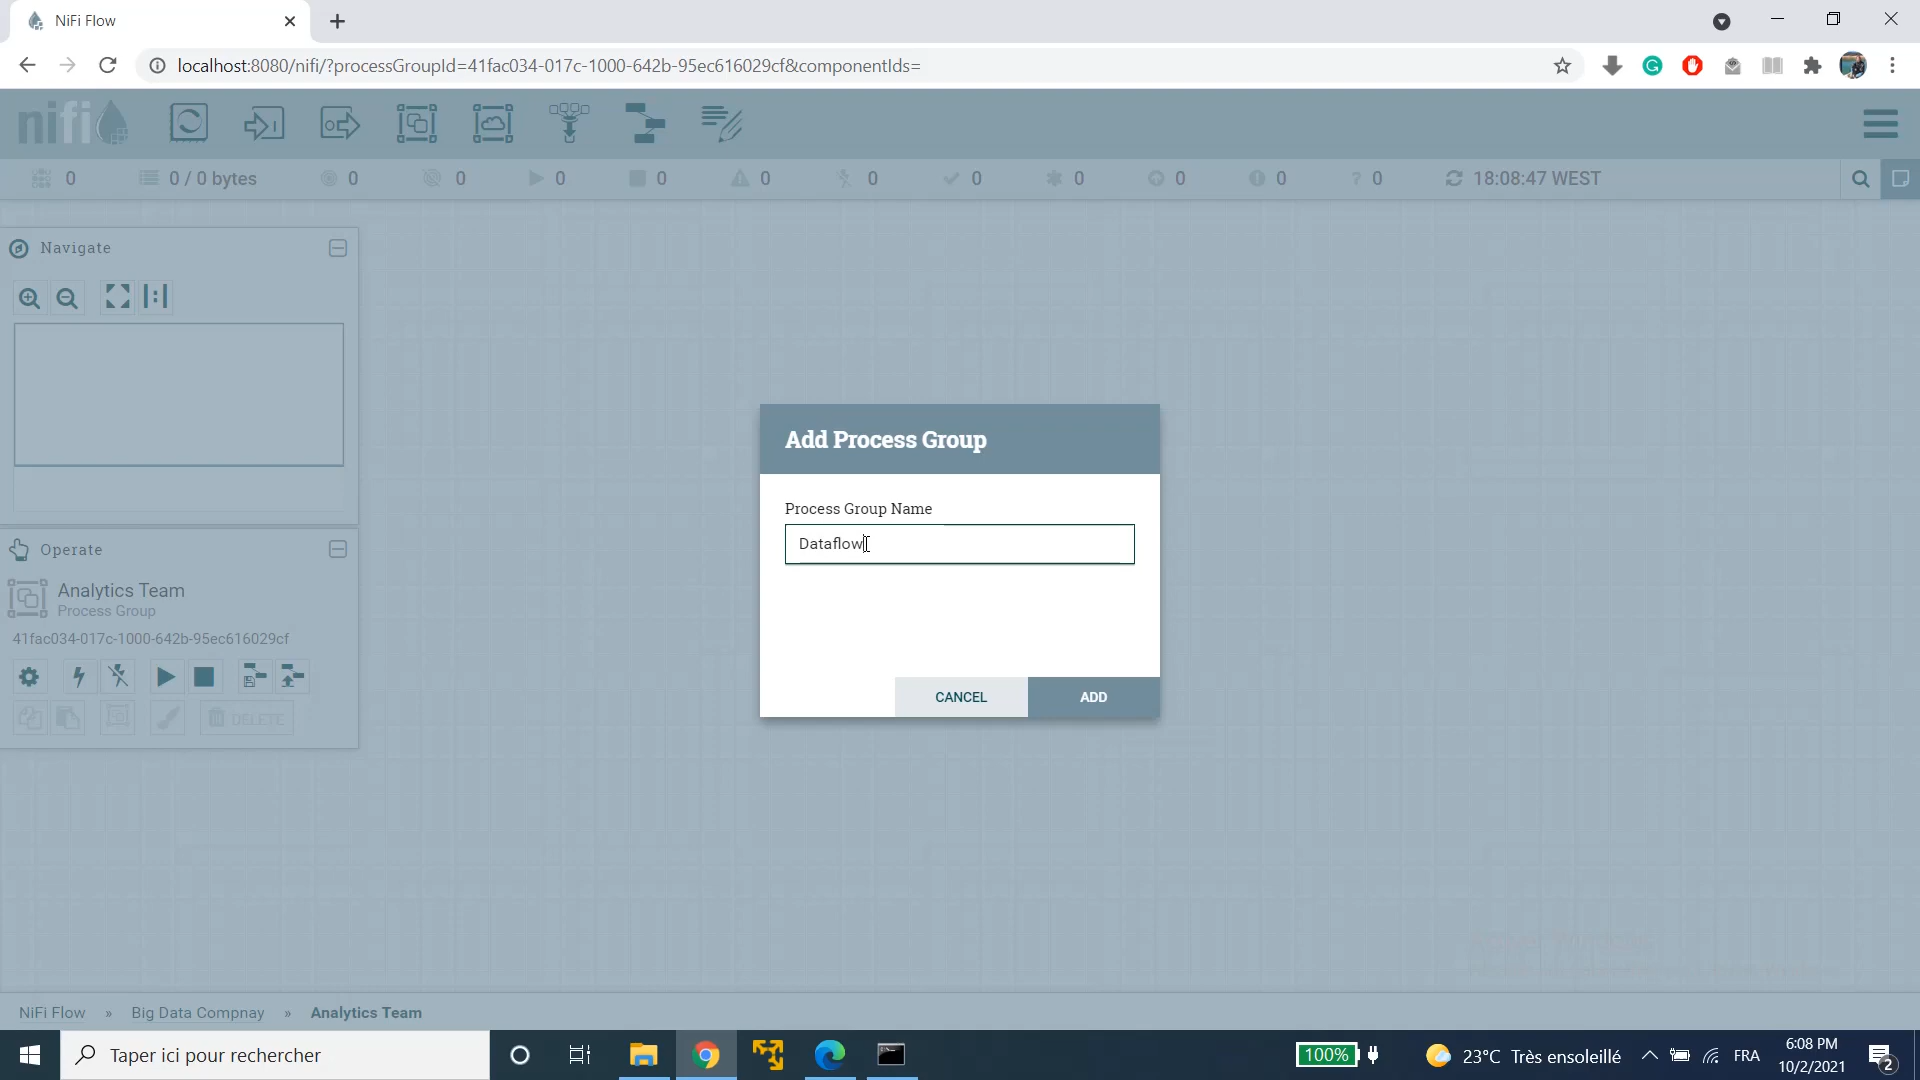 NiFi Flow
localhost:8080/nifi/?processGroupId=41fac034-017c-1000-642b-95ec616029cf&componentIds=
nifi
0
0 / 0 bytes
0
0
0
0
0
0
0
0
0
0
0
18:08:47 WEST
Navigate
Operate
Analytics Team
Process Group
41fac034-017c-1000-642b-95ec616029cf
DELETE
Add Process Group
Process Group Name
Dataflow
CANCEL
ADD
NiFi Flow » Big Data Compnay » Analytics Team
Taper ici pour rechercher
100%
23°C Très ensoleillé
FRA
6:08 PM
10/2/2021
2